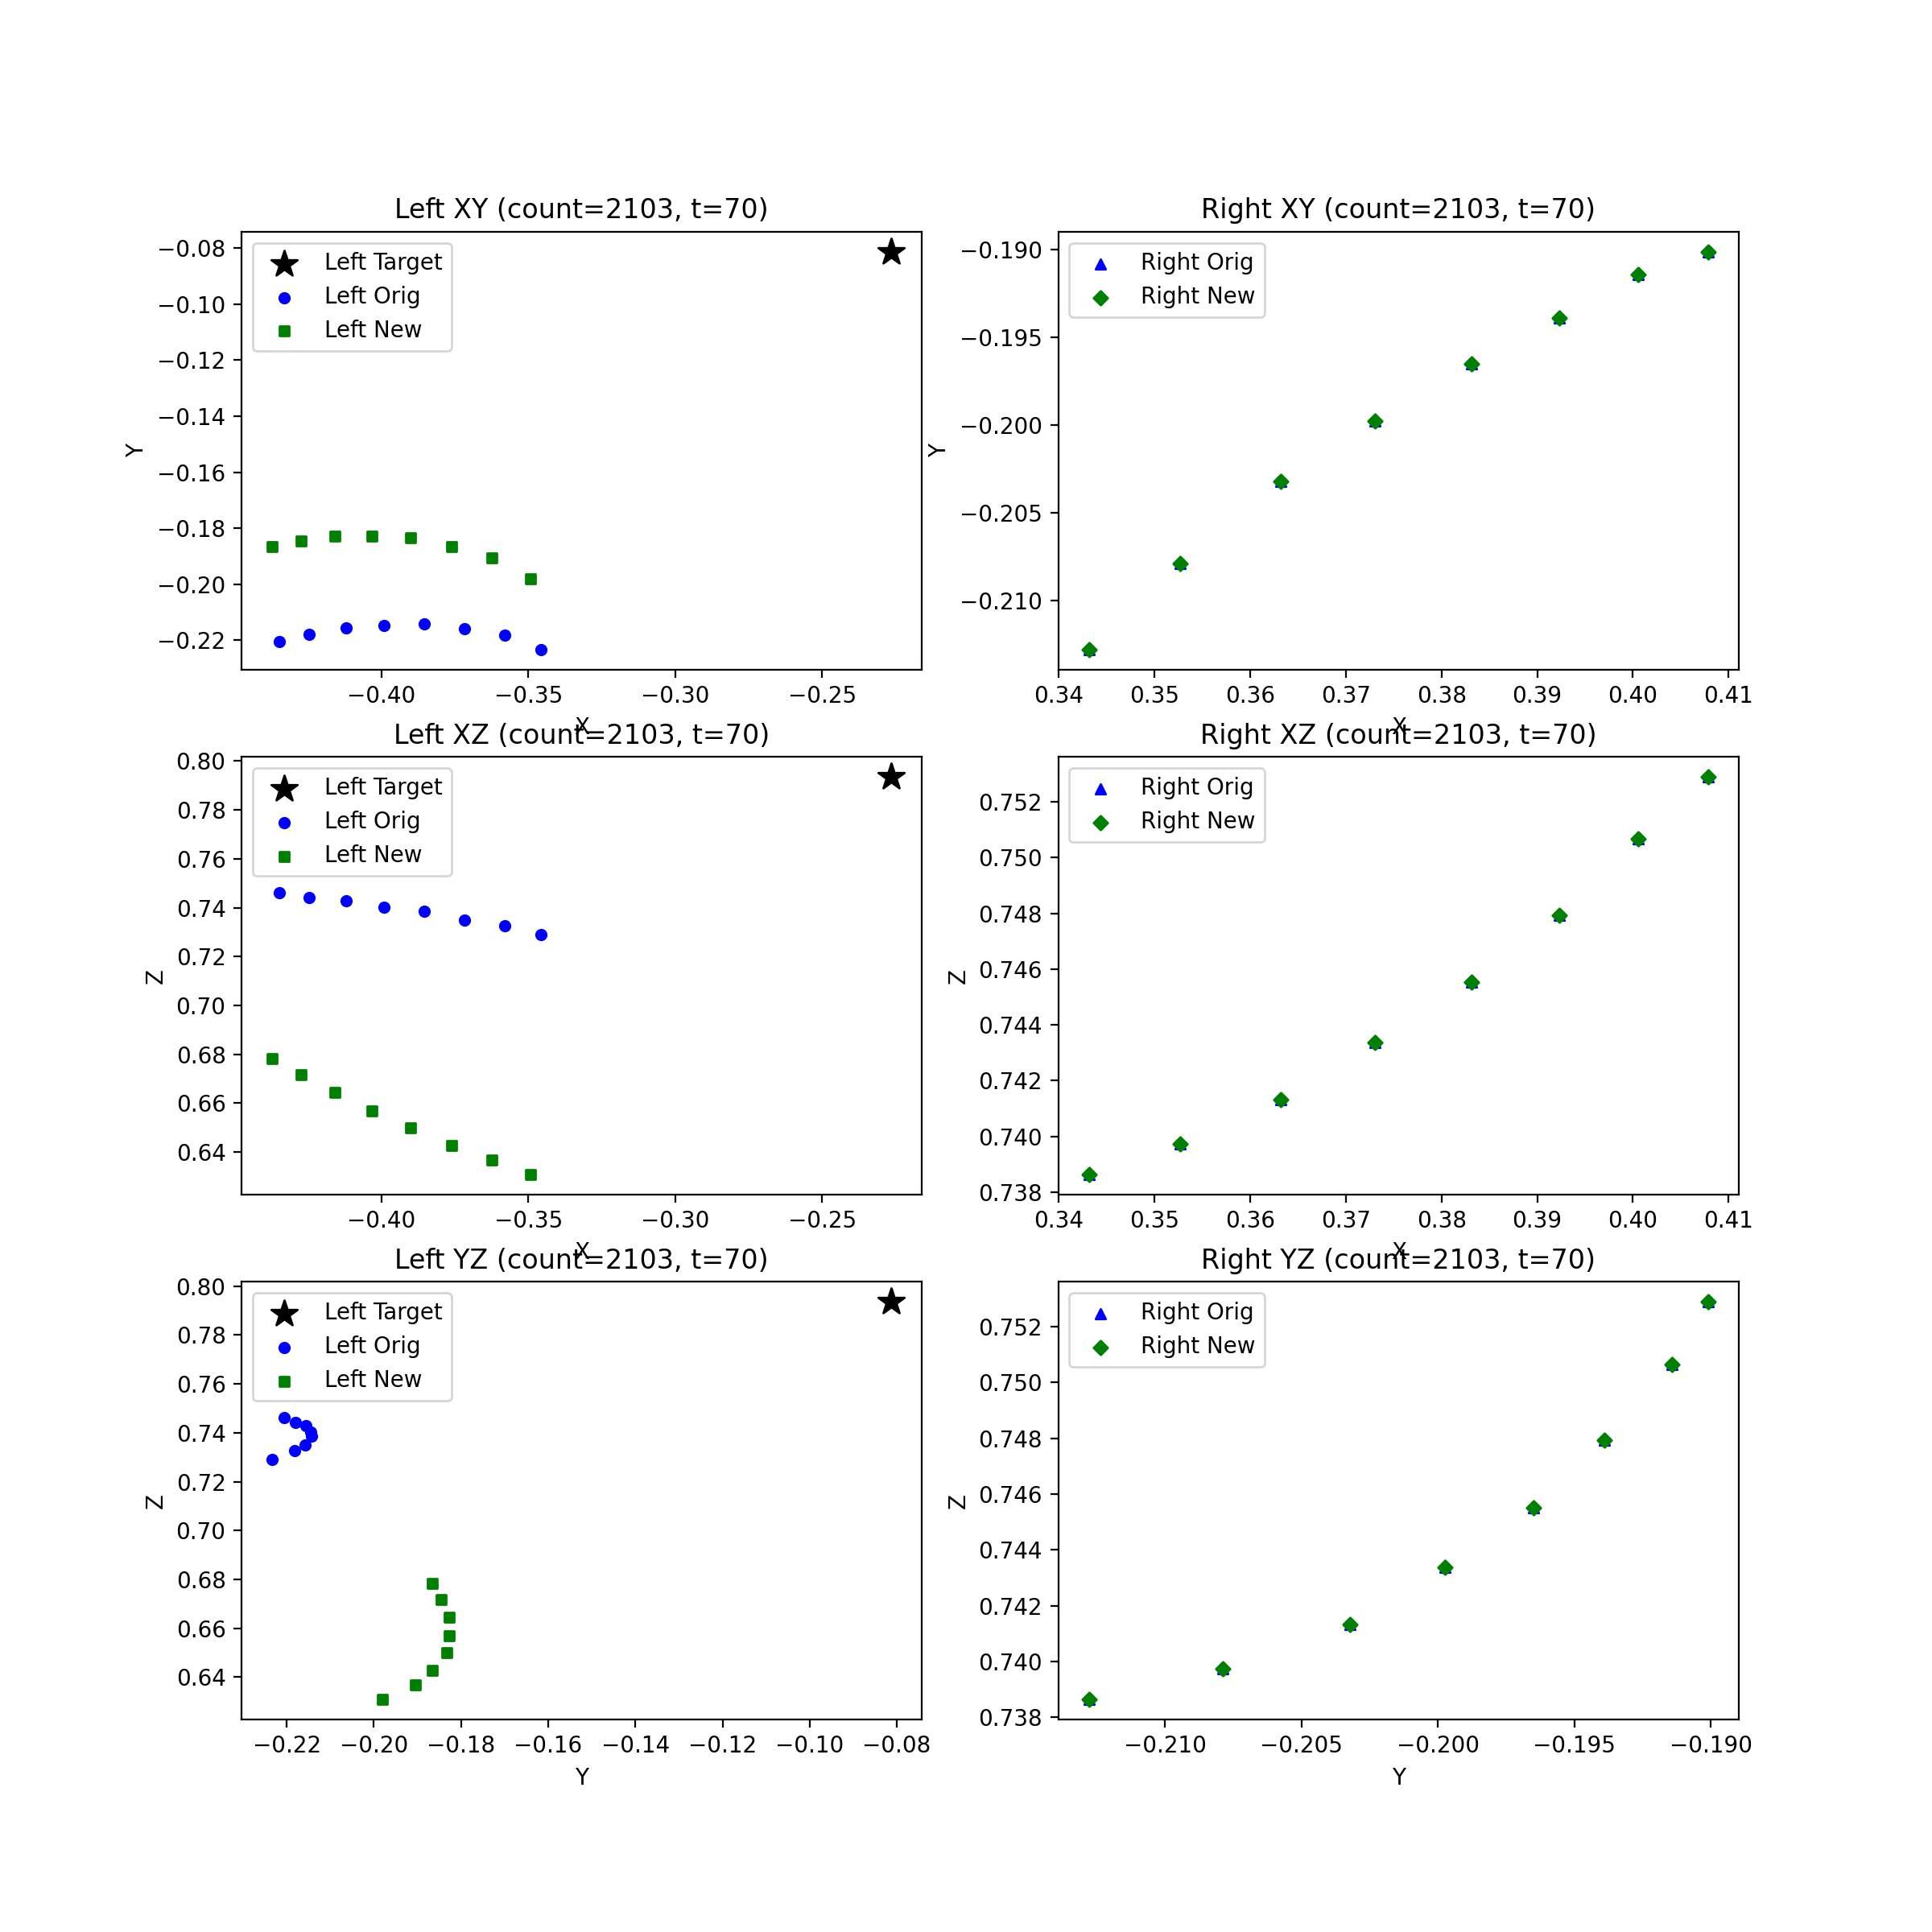 Left XY (count=2103, t=70)
Left Target
Left Orig
Left New
−0.08
−0.10
−0.12
−0.14
−0.16
−0.18
−0.20
−0.22
Y
−0.40 −0.35 −0.30 −0.25
X
Right XY (count=2103, t=70)
Right Orig
Right New
−0.190
−0.195
−0.200
−0.205
−0.210
Y
0.34 0.35 0.36 0.37 0.38 0.39 0.40 0.41
X
Left XZ (count=2103, t=70)
Left Target
Left Orig
Left New
0.80
0.78
0.76
0.74
0.72
0.70
0.68
0.66
0.64
Z
−0.40 −0.35 −0.30 −0.25
X
Right XZ (count=2103, t=70)
Right Orig
Right New
0.752
0.750
0.748
0.746
0.744
0.742
0.740
0.738
Z
0.34 0.35 0.36 0.37 0.38 0.39 0.40 0.41
X
Left YZ (count=2103, t=70)
Left Target
Left Orig
Left New
0.80
0.78
0.76
0.74
0.72
0.70
0.68
0.66
0.64
Z
−0.22 −0.20 −0.18 −0.16 −0.14 −0.12 −0.10 −0.08
Y
Right YZ (count=2103, t=70)
Right Orig
Right New
0.752
0.750
0.748
0.746
0.744
0.742
0.740
0.738
Z
−0.210 −0.205 −0.200 −0.195 −0.190
Y